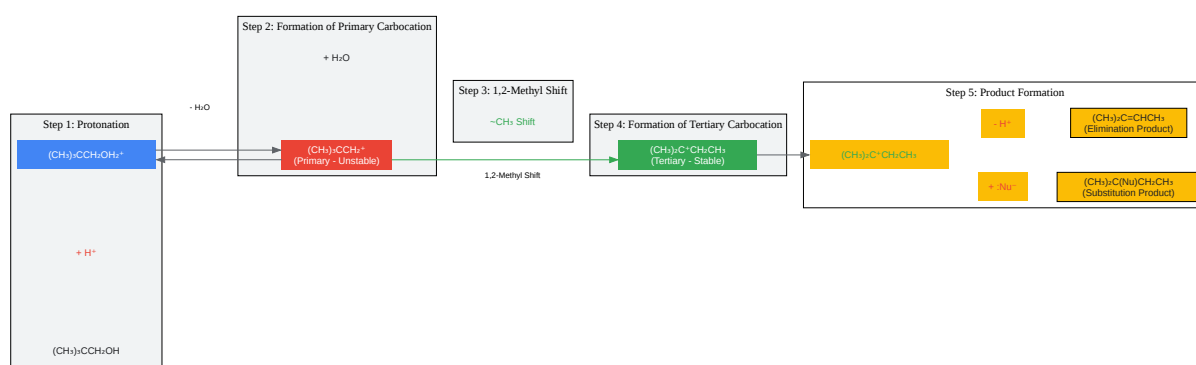 Step 1: Protonation
(CH₃)₃CCH₂OH₂⁺
+ H⁺
(CH₃)₃CCH₂OH
- H₂O
Step 2: Formation of Primary Carbocation
+ H₂O
(CH₃)₃CCH₂⁺
(Primary - Unstable)
Step 3: 1,2-Methyl Shift
~CH₃ Shift
1,2-Methyl Shift
Step 4: Formation of Tertiary Carbocation
(CH₃)₂C⁺CH₂CH₃
(Tertiary - Stable)
Step 5: Product Formation
(CH₃)₂C⁺CH₂CH₃
- H⁺
(CH₃)₂C=CHCH₃
(Elimination Product)
+ :Nu⁻
(CH₃)₂C(Nu)CH₂CH₃
(Substitution Product)